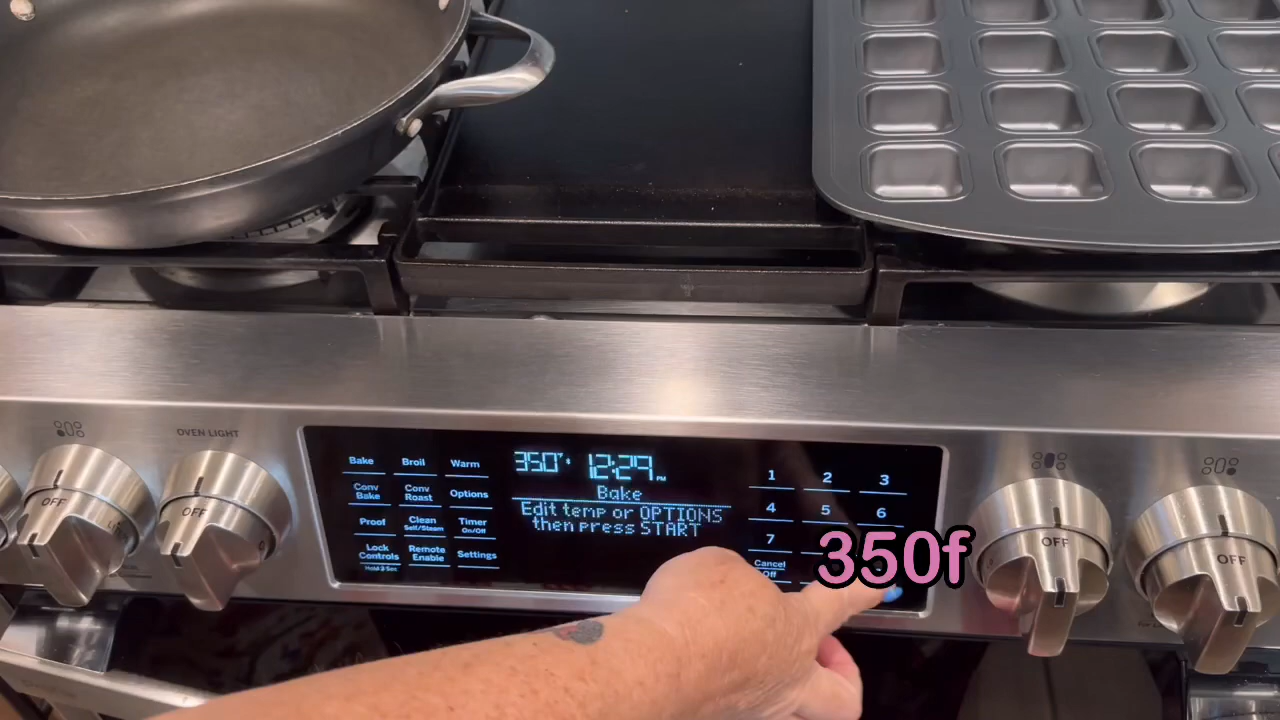 OVEN LIGHT
OFF
OFF
Bake
Broil
Warm
Conv
Bake
Conv
Roast
Options
Proof
Clean
Self/Steam
Timer
On/Off
Lock
Controls
Hold 3 Sec
Remote
Enable
Settings
350°F 12:29 PM
Bake
Edit temp or OPTIONS
then press START
1 2 3
4 5 6
7
Cancel
Off
350f
OFF
OFF